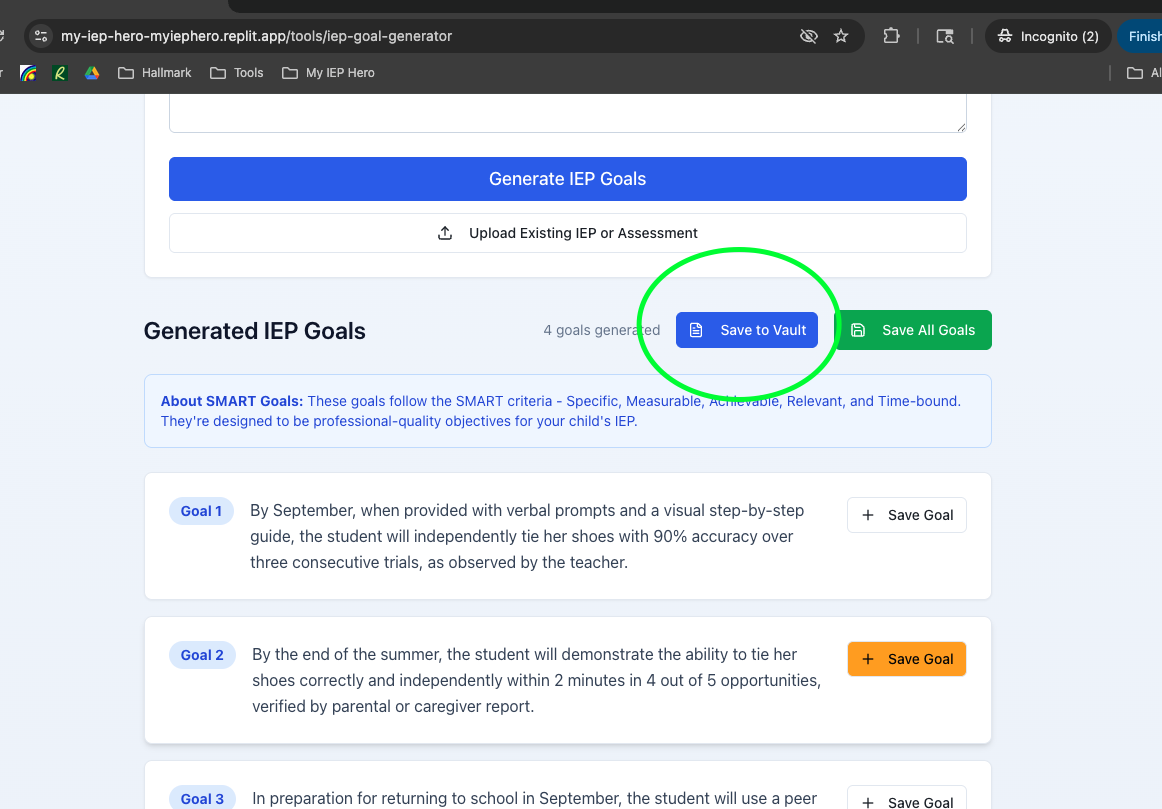 my-iep-hero-myiephero.replit.app/tools/iep-goal-generator
Incognito (2)
Finish
Hallmark
Tools
My IEP Hero
Generate IEP Goals
Upload Existing IEP or Assessment
Generated IEP Goals
4 goals generated
Save to Vault
Save All Goals
About SMART Goals: These goals follow the SMART criteria - Specific, Measurable, Achievable, Relevant, and Time-bound.
They're designed to be professional-quality objectives for your child's IEP.
Goal 1
By September, when provided with verbal prompts and a visual step-by-step
guide, the student will independently tie her shoes with 90% accuracy over
three consecutive trials, as observed by the teacher.
Save Goal
Goal 2
By the end of the summer, the student will demonstrate the ability to tie her
shoes correctly and independently within 2 minutes in 4 out of 5 opportunities,
verified by parental or caregiver report.
Save Goal
Goal 3
In preparation for returning to school in September, the student will use a peer
Save Goal